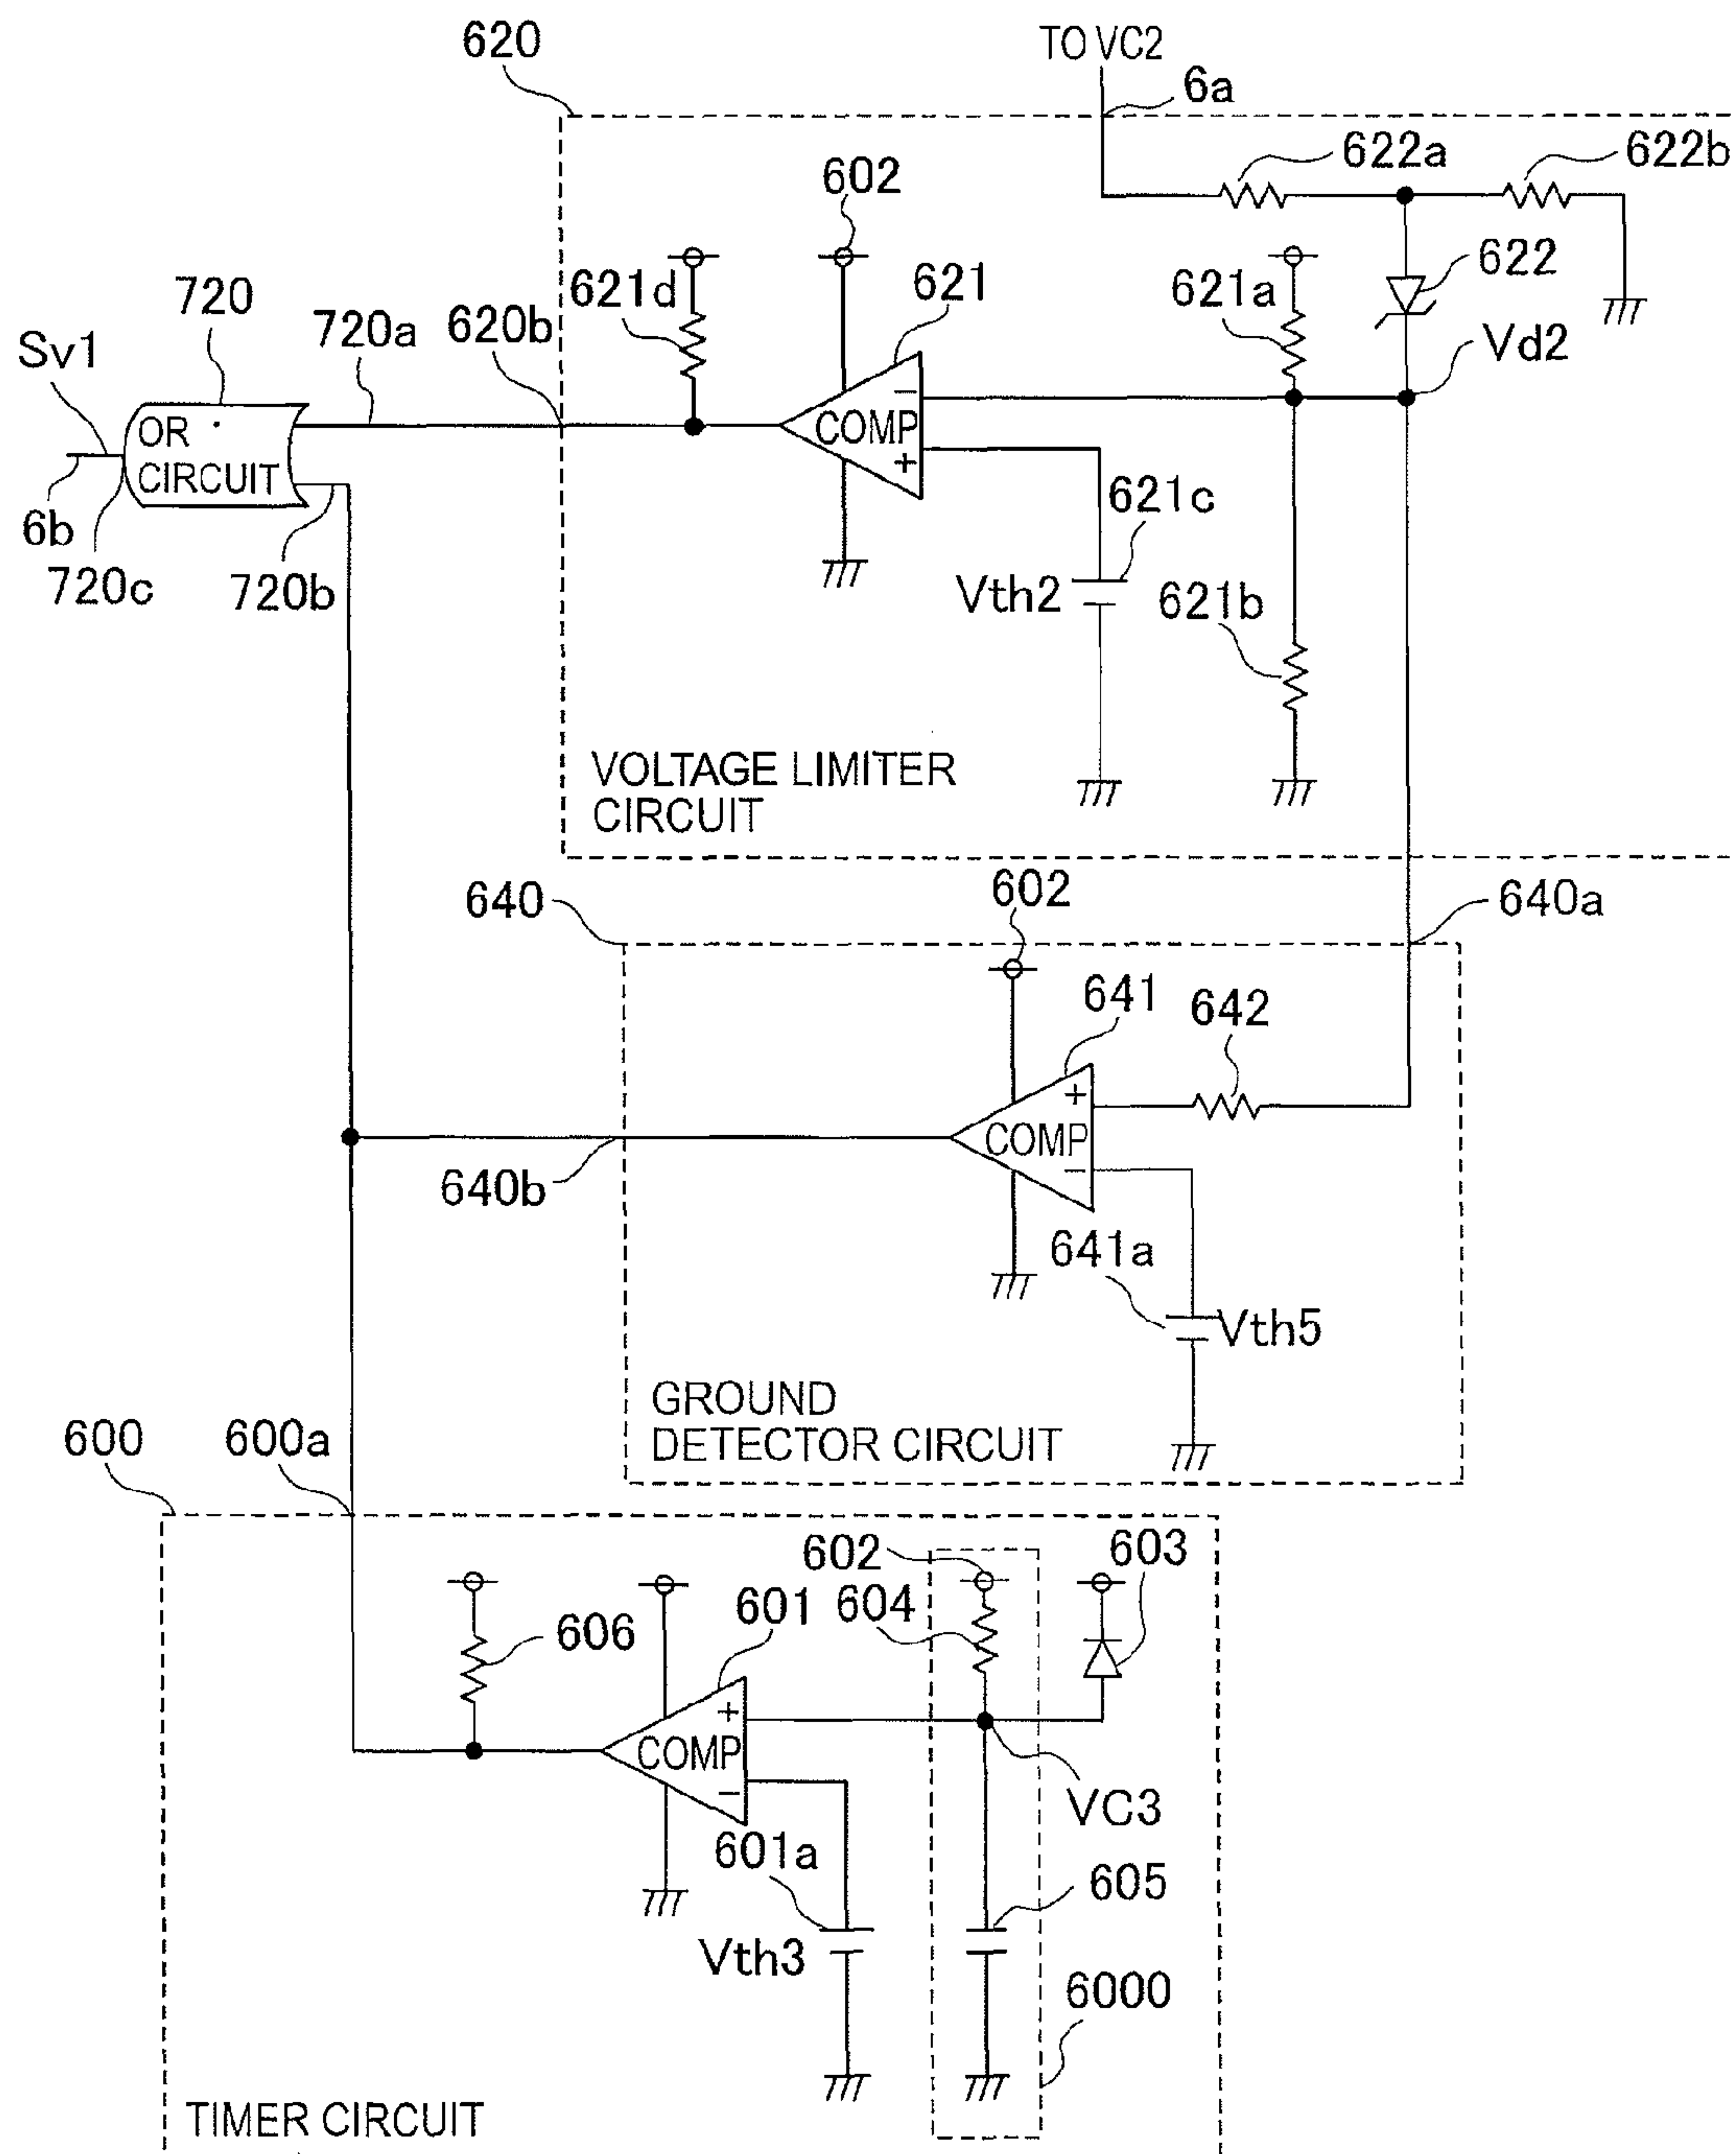 620
TO VC2
6a
622a
622b
602
720
621d
621
621a
622
Sv1
720a
620b
Vd2
OR
CIRCUIT
COMP
−
+
6b
720c
720b
621c
Vth2
621b
VOLTAGE LIMITER
CIRCUIT
640
602
640a
641
642
+
COMP
−
640b
641a
Vth5
GROUND
DETECTOR CIRCUIT
600
600a
602
603
606
601
604
+
COMP
−
VC3
601a
605
Vth3
6000
TIMER CIRCUIT